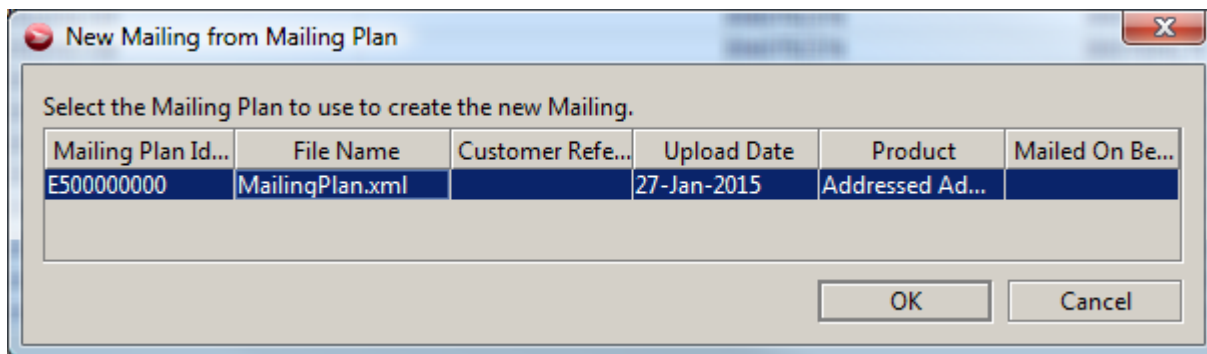 New Mailing from Mailing Plan
Select the Mailing Plan to use to create the new Mailing.
Mailing Plan Id... File Name Customer Refe... Upload Date Product Mailed On Be...
E500000000 MailingPlan.xml 27-Jan-2015 Addressed Ad...
OK Cancel